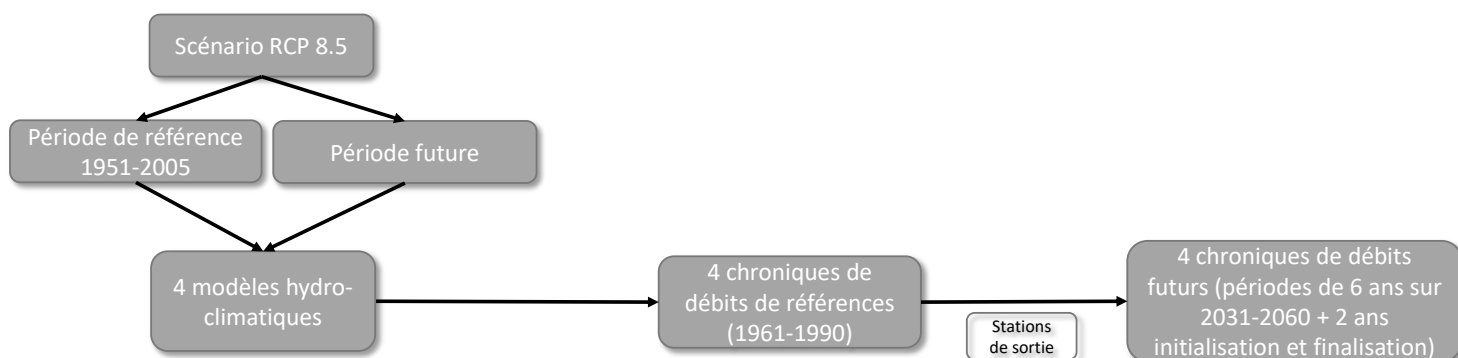 Scénario RCP 8.5
Période de référence
1951-2005
Période future
4 modèles hydro-
climatiques
4 chroniques de
débits de références
(1961-1990)
Stations
de sortie
4 chroniques de débits
futurs (périodes de 6 ans sur
2031-2060 + 2 ans
initialisation et finalisation)